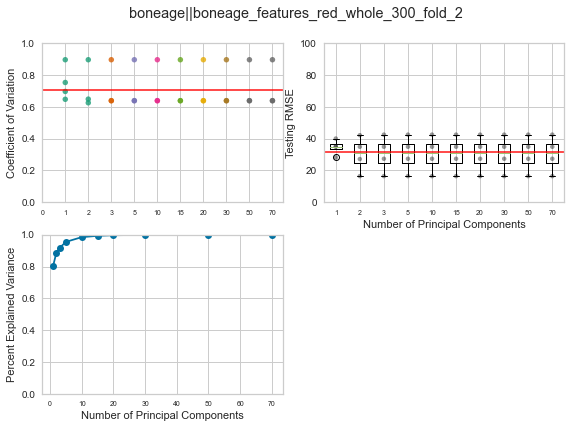 boneage||boneage_features_red_whole_300_fold_2
Coefficient of Variation
1.0
0.8
0.6
0.4
0.2
0.0
0 1 2 3 5 10 15 20 30 50 70
Testing RMSE
100
80
60
40
20
0
1 2 3 5 10 15 20 30 50 70
Number of Principal Components
Percent Explained Variance
1.0
0.8
0.6
0.4
0.2
0.0
0 10 20 30 40 50 60 70
Number of Principal Components